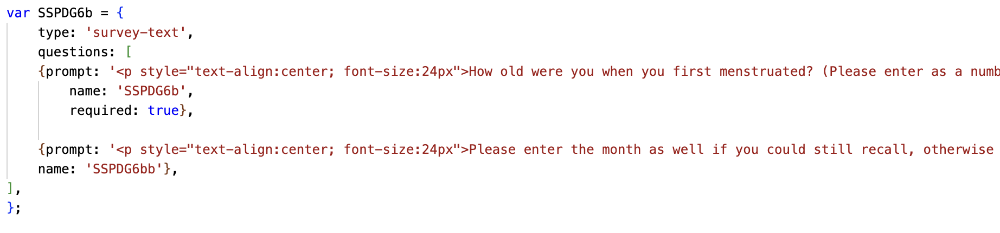 var SSPDG6b = {
type: 'survey-text',
questions: [
{prompt: '<p style="text-align:center; font-size:24px">How old were you when you first menstruated? (Please enter as a numb
name: 'SSPDG6b',
required: true},
{prompt: '<p style="text-align:center; font-size:24px">Please enter the month as well if you could still recall, otherwise
name: 'SSPDG6bb'},
],
};